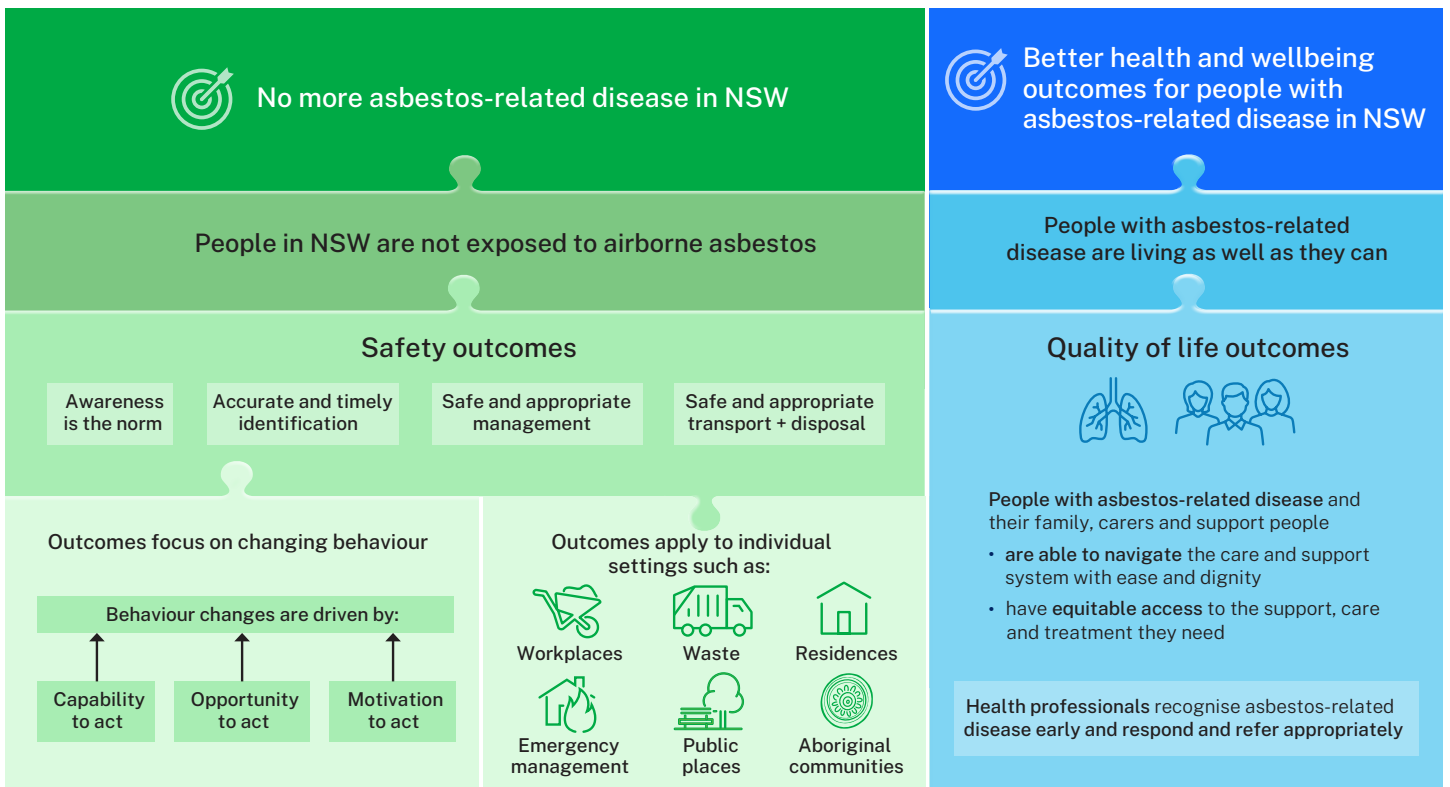 No more asbestos-related disease in NSW
People in NSW are not exposed to airborne asbestos
Safety outcomes
Awareness
is the norm
Accurate and timely
identification
Safe and appropriate
management
Safe and appropriate
transport + disposal
Outcomes focus on changing behaviour
Behaviour changes are driven by:
Capability
to act
Opportunity
to act
Motivation
to act
Outcomes apply to individual
settings such as:
Workplaces
Waste
Residences
Emergency
management
Public
places
Aboriginal
communities
Better health and wellbeing
outcomes for people with
asbestos-related disease in NSW
People with asbestos-related
disease are living as well as they can
Quality of life outcomes
People with asbestos-related disease and
their family, carers and support people
• are able to navigate the care and support
system with ease and dignity
• have equitable access to the support, care
and treatment they need
Health professionals recognise asbestos-related
disease early and respond and refer appropriately